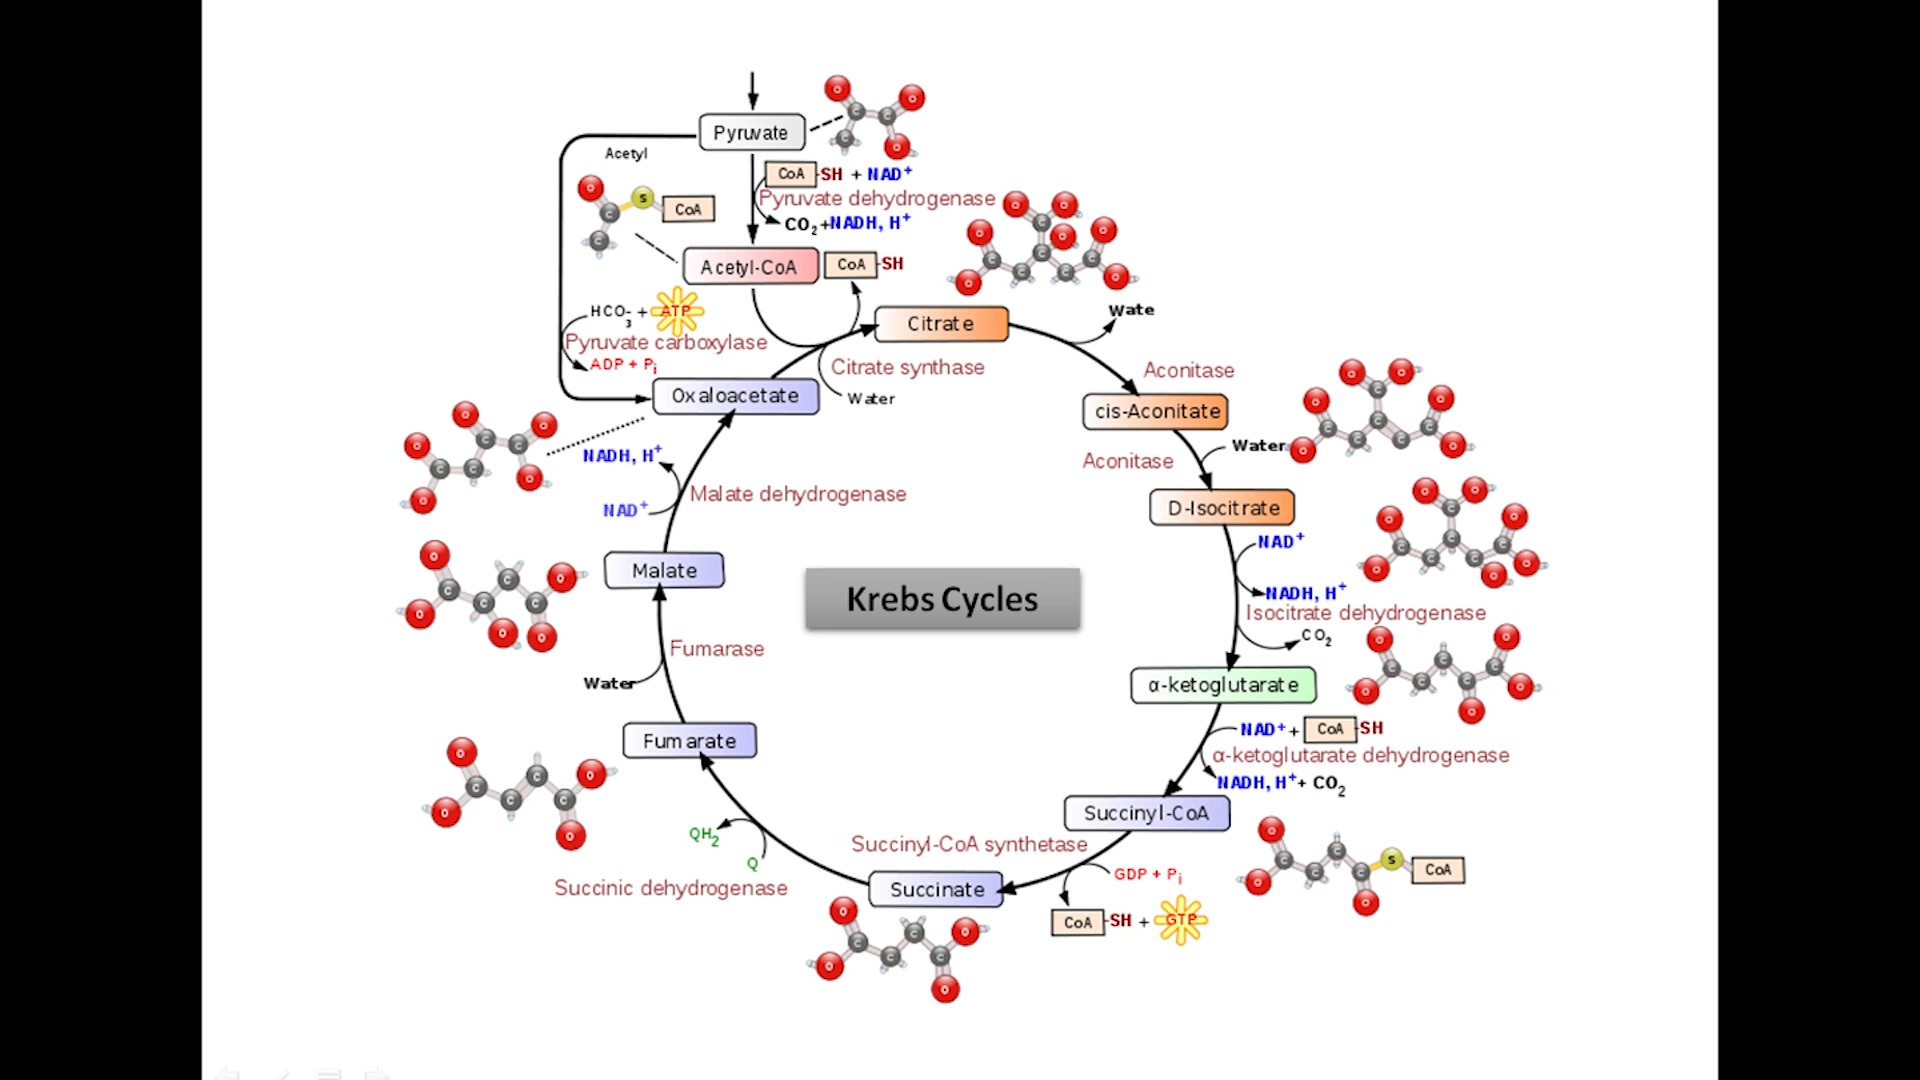 Pyruvate
Acetyl
CoA -SH + NAD⁺
Pyruvate dehydrogenase
CO₂+NADH, H⁺
S CoA
Acetyl-CoA
CoA -SH
HCO₃⁻ + ATP
Pyruvate carboxylase
ADP + Pᵢ
Citrate
Wate
Citrate synthase
Water
Oxaloacetate
Aconitase
cis-Aconitate
Water
Aconitase
D-Isocitrate
NAD⁺
NADH, H⁺
Isocitrate dehydrogenase
CO₂
α-ketoglutarate
NAD⁺ + CoA -SH
α-ketoglutarate dehydrogenase
NADH, H⁺ + CO₂
Succinyl-CoA
S CoA
Succinyl-CoA synthetase
GDP + Pᵢ
CoA -SH + GTP
Succinate
Succinic dehydrogenase
Q
QH₂
Fumarate
Fumarase
Water
Malate
Malate dehydrogenase
NAD⁺
NADH, H⁺
Krebs Cycles